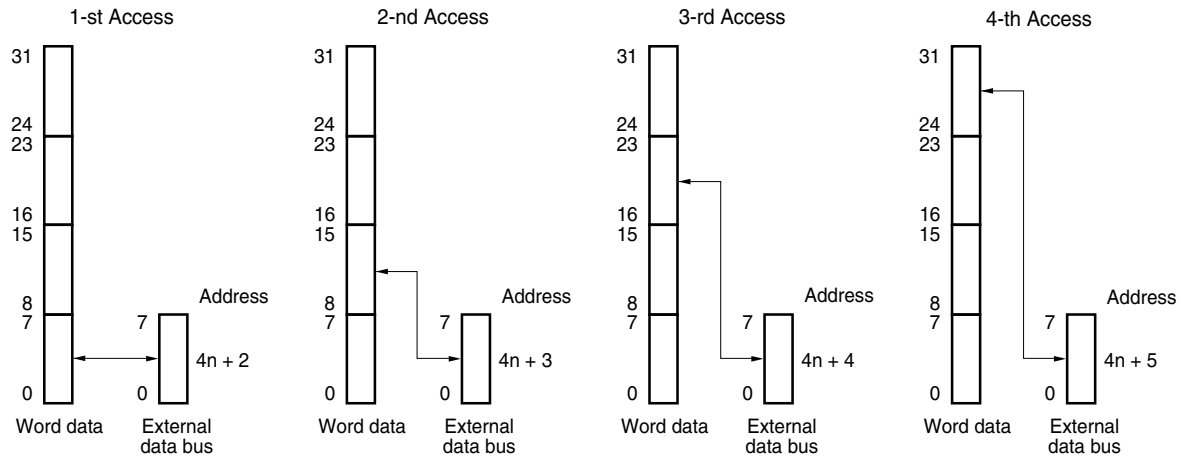 1-st Access
31
24
23
16
15
8
7
0
Address
7
4n + 2
0
Word data
External
data bus
2-nd Access
31
24
23
16
15
8
7
0
Address
7
4n + 3
0
Word data
External
data bus
3-rd Access
31
24
23
16
15
8
7
0
Address
7
4n + 4
0
Word data
External
data bus
4-th Access
31
24
23
16
15
8
7
0
Address
7
4n + 5
0
Word data
External
data bus